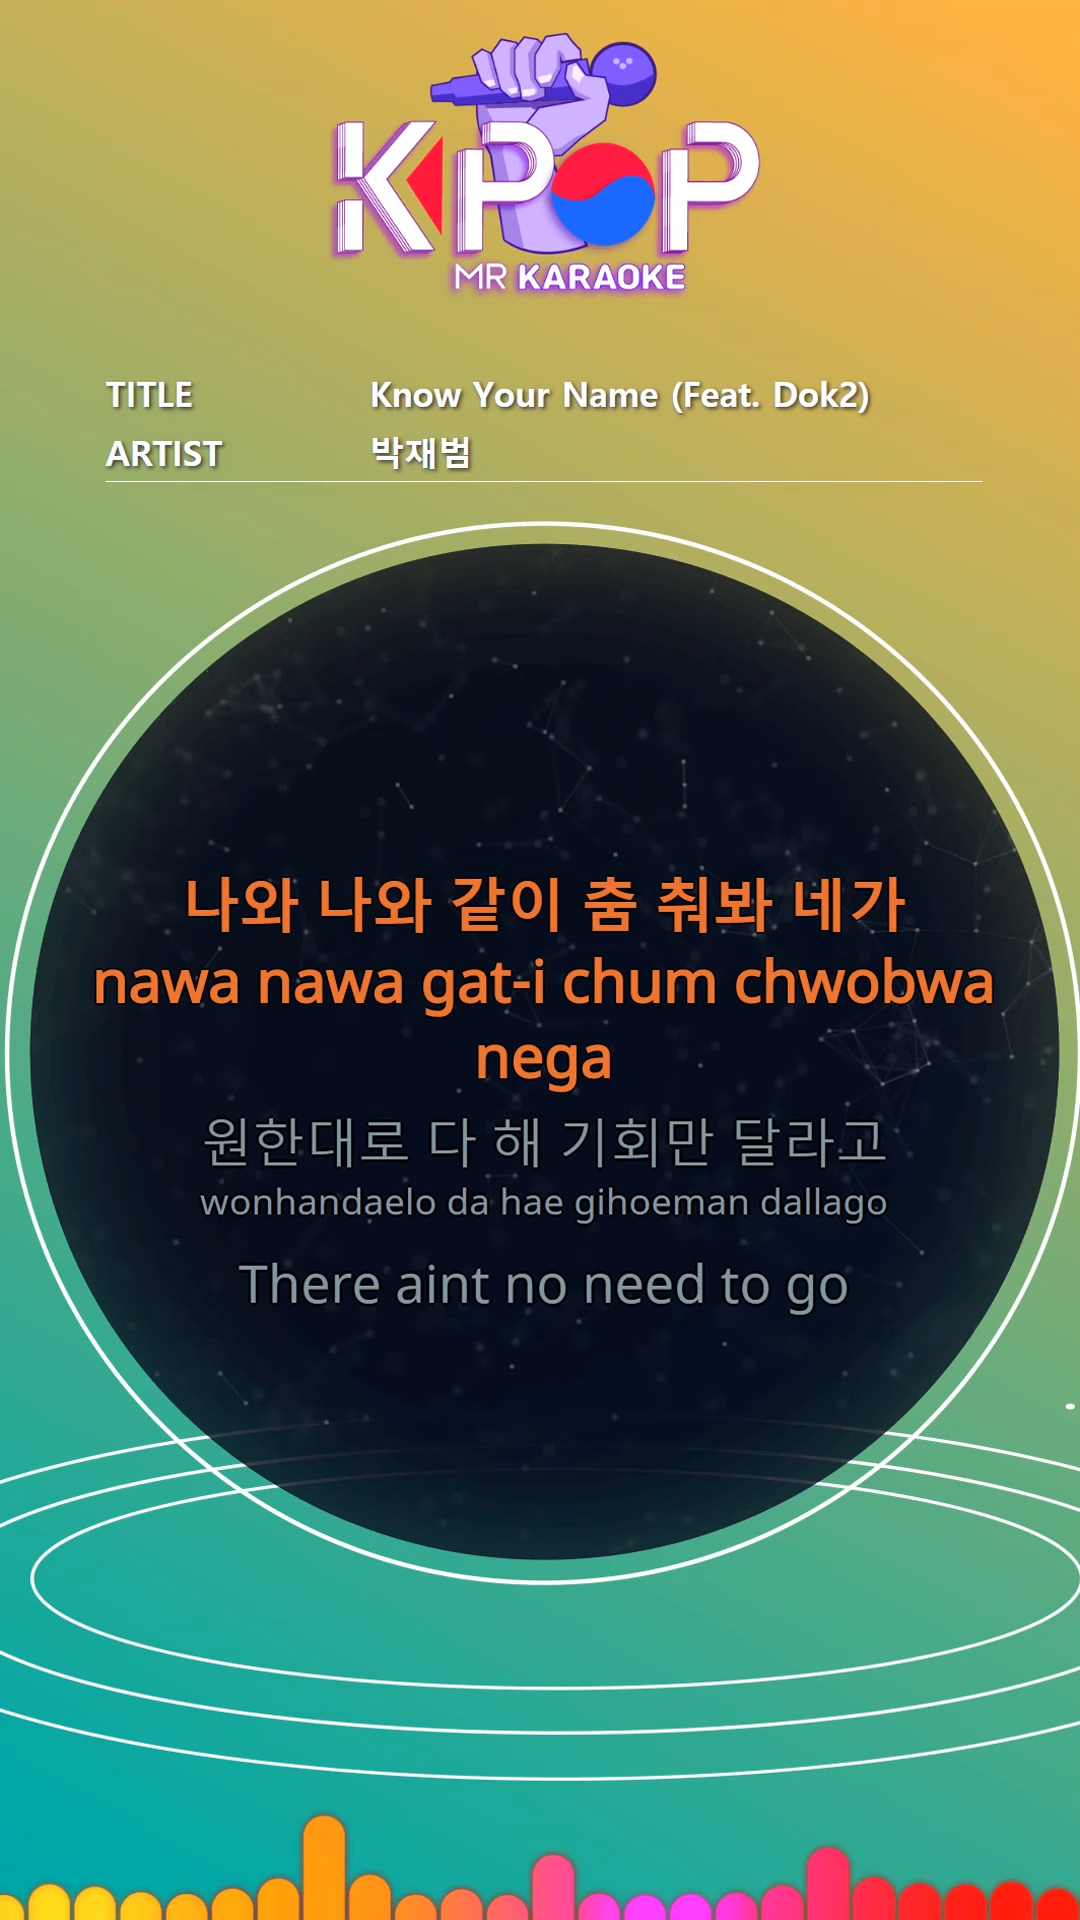 KPOP
MR KARAOKE
TITLE Know Your Name (Feat. Dok2)
ARTIST 박재범
나와 나와 같이 춤 춰봐 네가
nawa nawa gat-i chum chwobwa
nega
원한대로 다 해 기회만 달라고
wonhandaelo da hae gihoeman dallago
There aint no need to go